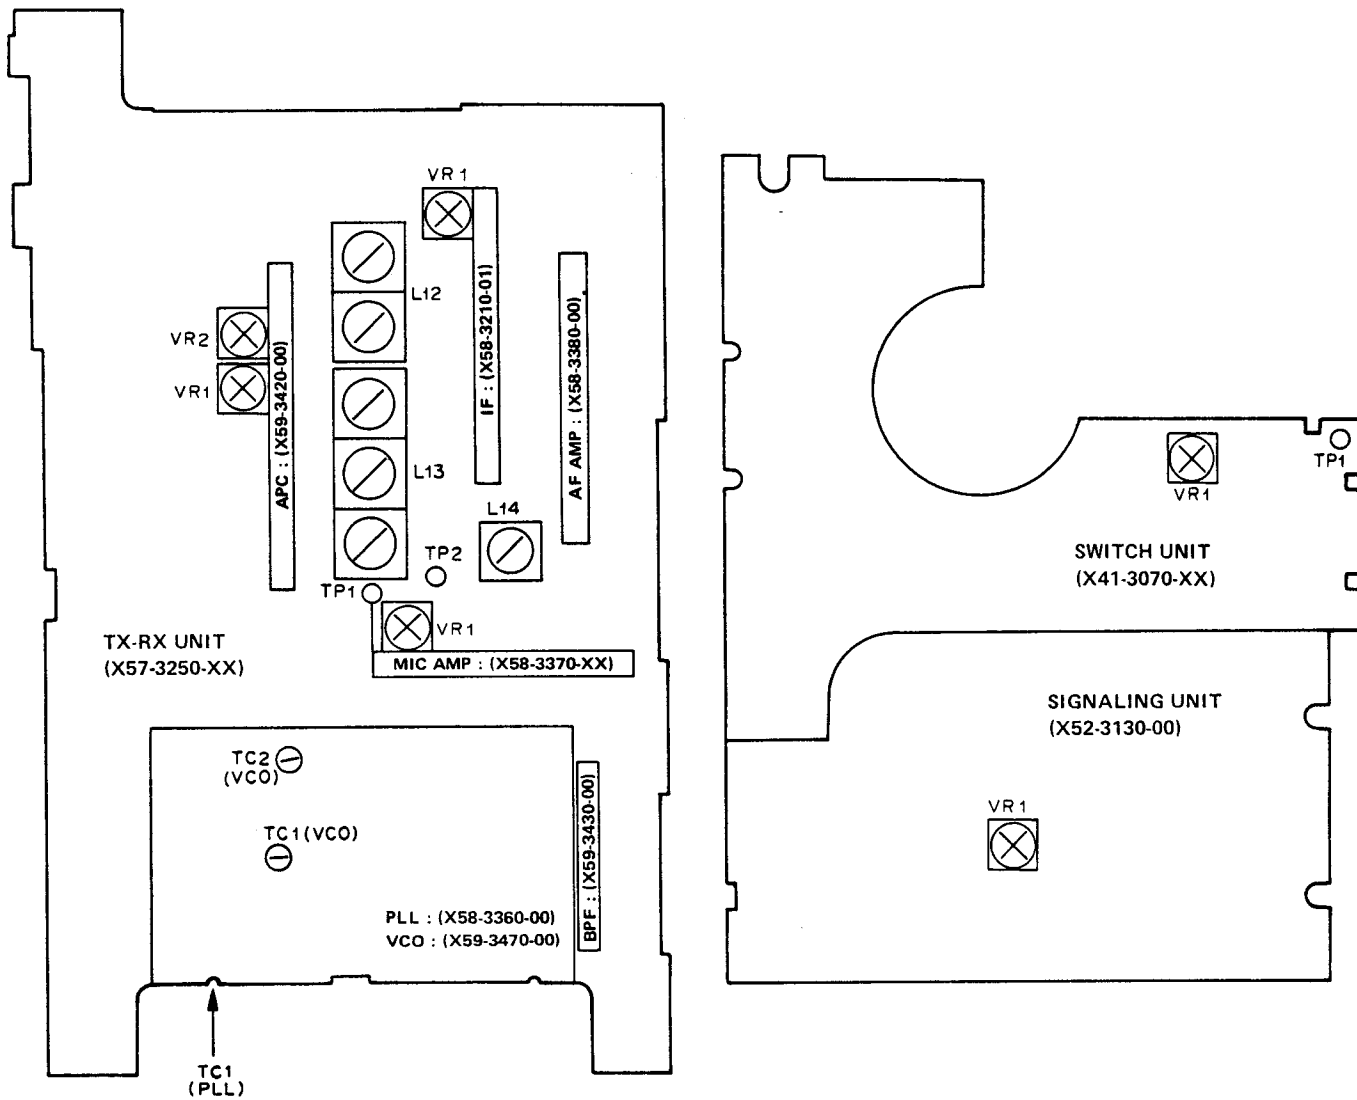 VR1
L12
IF : (X58-3210-01)
AF AMP : (X58-3380-00)
VR2
VR1
APC : (X59-3420-00)
L13
L14
TP2
TP1
VR1
MIC AMP : (X58-3370-XX)
TX-RX UNIT
(X57-3250-XX)
TC2
(VCO)
TC1(VCO)
PLL : (X58-3360-00)
VCO : (X59-3470-00)
BPF : (X59-3430-00)
TC1
(PLL)
VR1
TP1
SWITCH UNIT
(X41-3070-XX)
SIGNALING UNIT
(X52-3130-00)
VR1